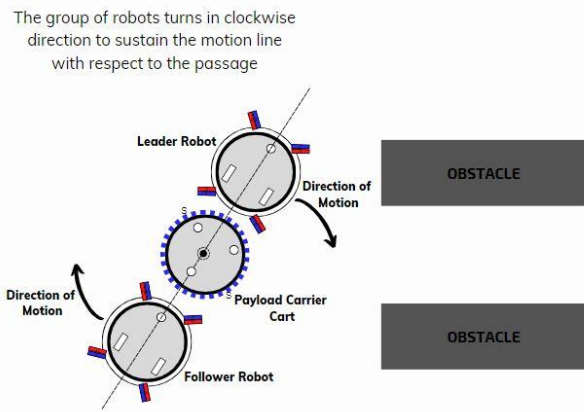 The group of robots turns in clockwise
direction to sustain the motion line
with respect to the passage
Leader Robot
OBSTACLE
Direction of
Motion
S
Direction of
Motion
S
Payload Carrier
Cart
OBSTACLE
Follower Robot